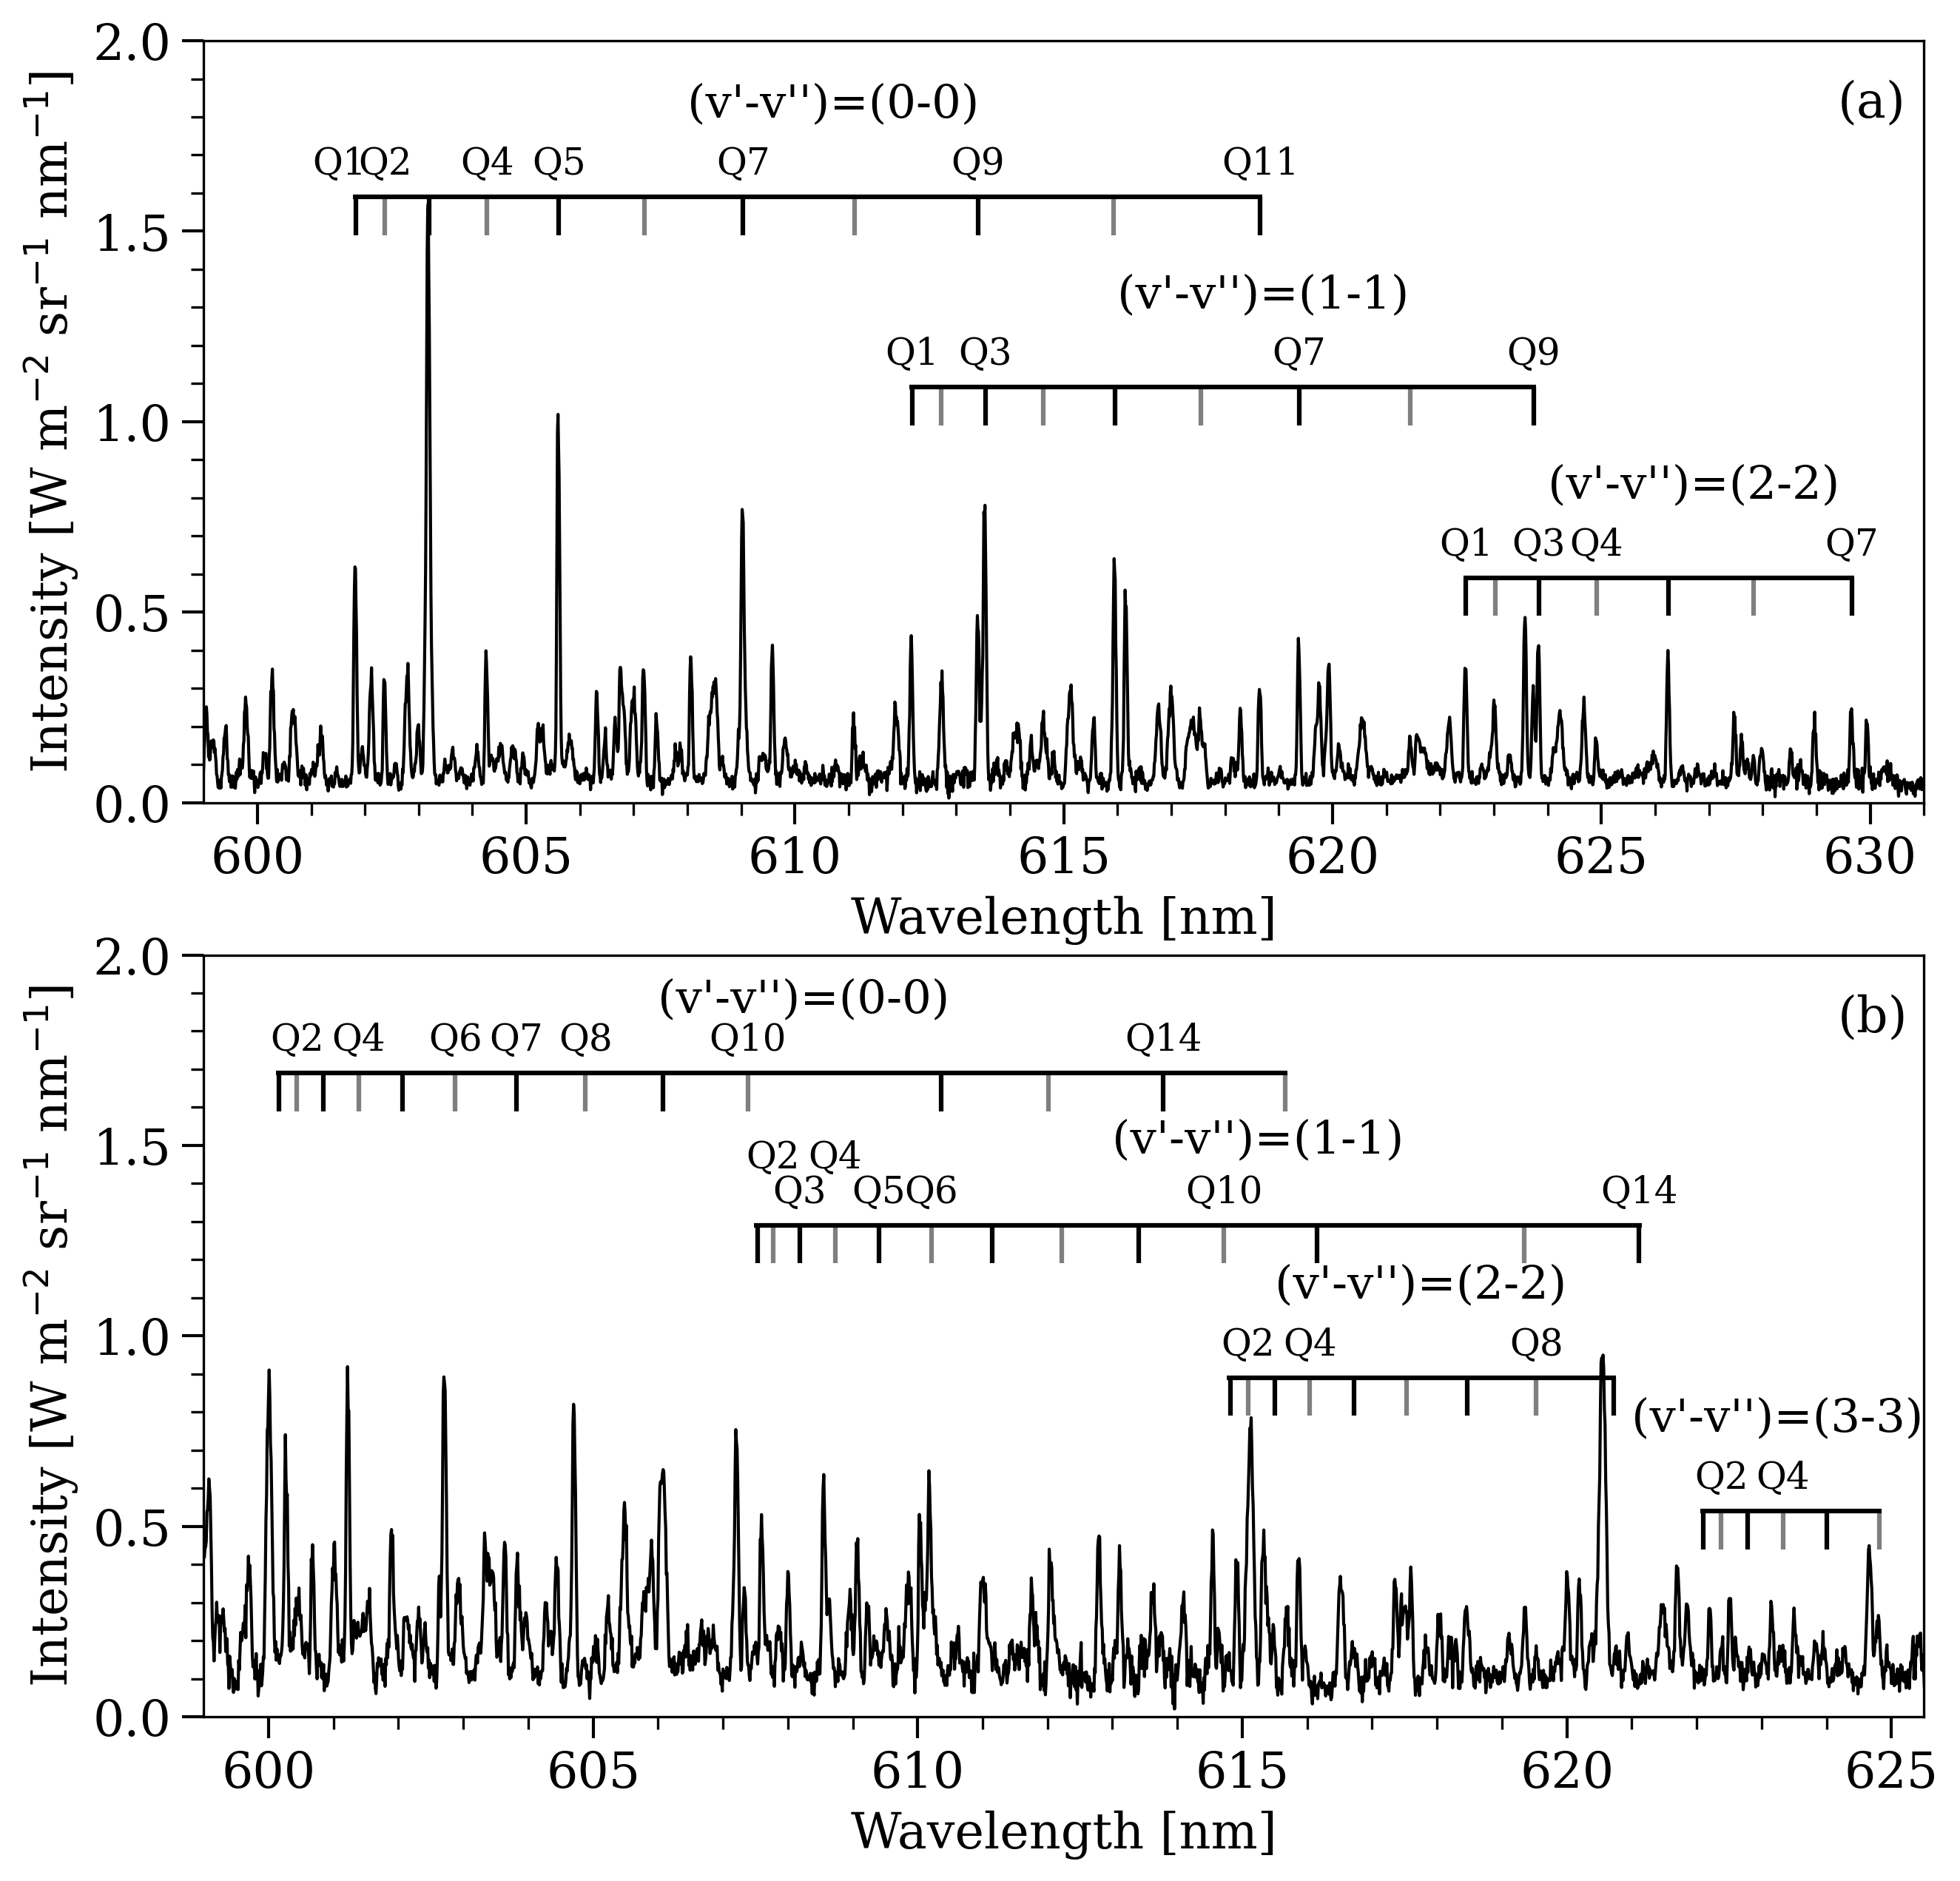 2.0
(v'-v'')=(0-0)
(a)
Q1 Q2 Q4 Q5 Q7 Q9 Q11
1.5
(v'-v'')=(1-1)
Q1 Q3 Q7 Q9
1.0
(v'-v'')=(2-2)
Q1 Q3 Q4 Q7
0.5
0.0
Intensity [W m⁻² sr⁻¹ nm⁻¹]
600 605 610 615 620 625 630
Wavelength [nm]
2.0
(v'-v'')=(0-0)
(b)
Q2 Q4 Q6 Q7 Q8 Q10 Q14
1.5
(v'-v'')=(1-1)
Q2 Q4
Q3 Q5 Q6 Q10 Q14
(v'-v'')=(2-2)
1.0
Q2 Q4 Q8
(v'-v'')=(3-3)
Q2 Q4
0.5
0.0
Intensity [W m⁻² sr⁻¹ nm⁻¹]
600 605 610 615 620 625
Wavelength [nm]